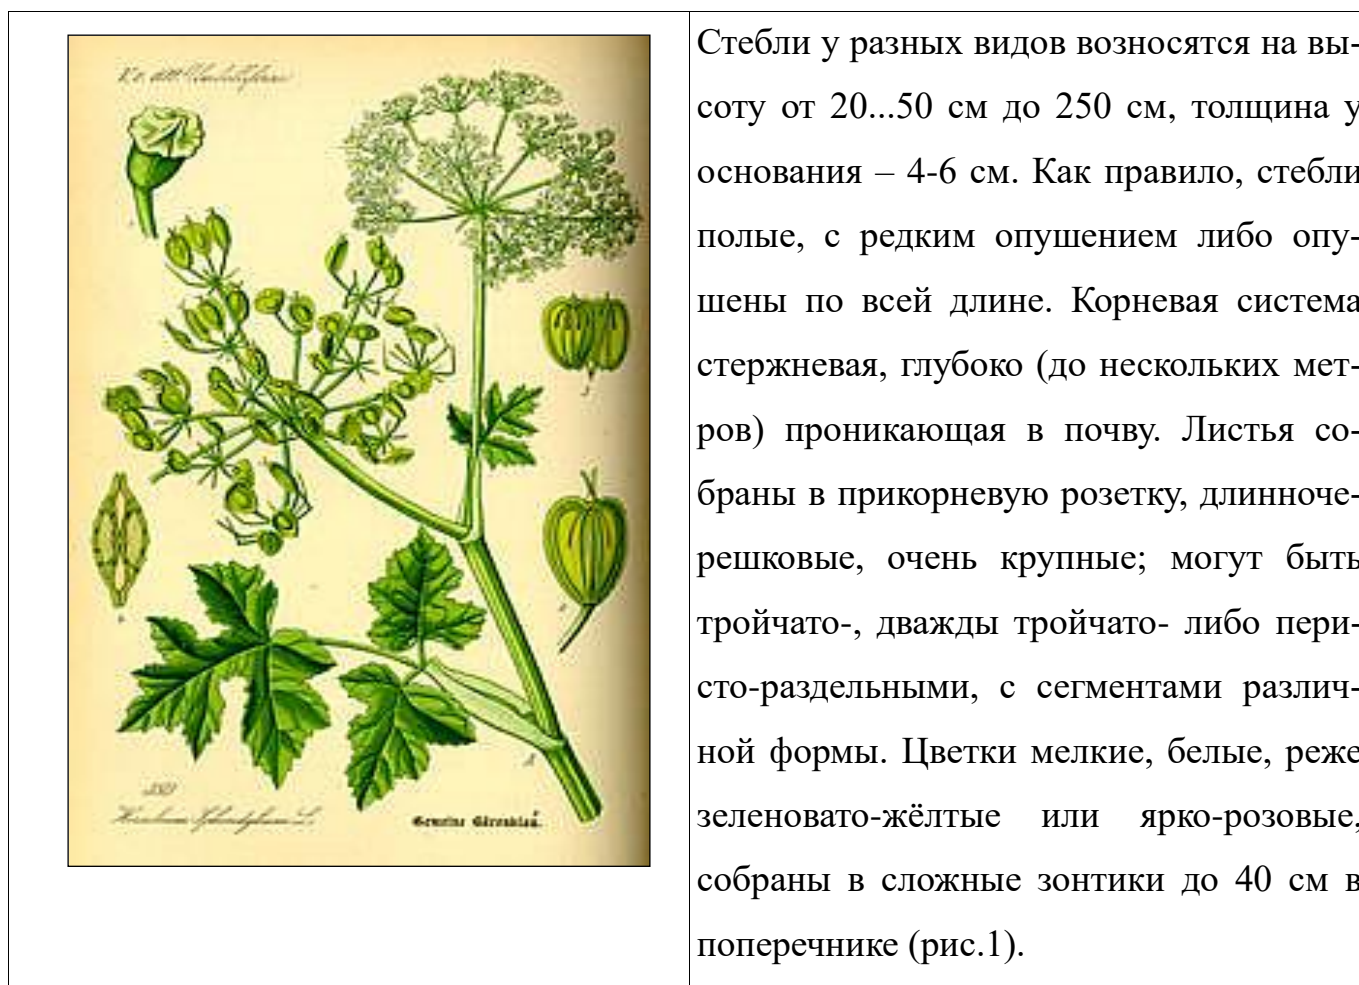 Gemeine Bärenklau.
Стебли у разных видов возносятся на вы-
соту от 20...50 см до 250 см, толщина у
основания – 4-6 см. Как правило, стебли
полые, с редким опушением либо опу-
шены по всей длине. Корневая система
стержневая, глубоко (до нескольких мет-
ров) проникающая в почву. Листья со-
браны в прикорневую розетку, длинноче-
решковые, очень крупные; могут быть
тройчато-, дважды тройчато- либо пери-
сто-раздельными, с сегментами различ-
ной формы. Цветки мелкие, белые, реже
зеленовато-жёлтые или ярко-розовые,
собраны в сложные зонтики до 40 см в
поперечнике (рис.1).